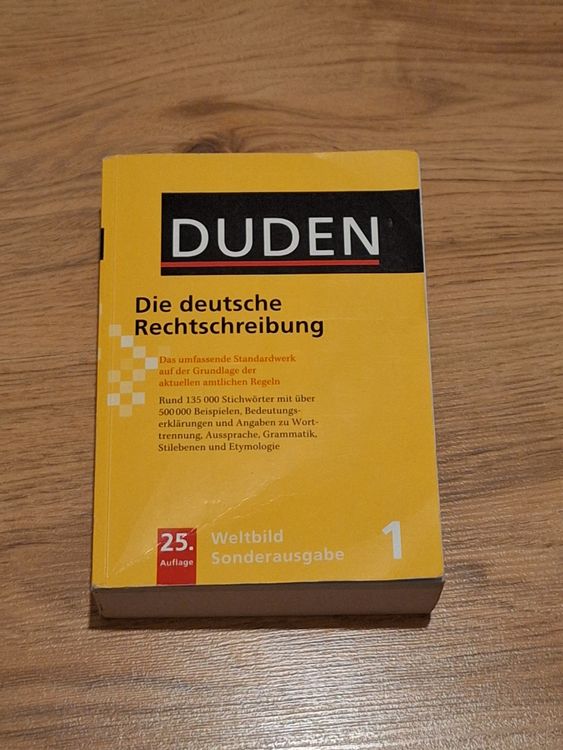 DUDEN
Die deutsche
Rechtschreibung
Das umfassende Standardwerk
auf der Grundlage der
aktuellen amtlichen Regeln
Rund 135 000 Stichwörter mit über
500 000 Beispielen, Bedeutungs-
erklärungen und Angaben zu Wort-
trennung, Aussprache, Grammatik,
Stilebenen und Etymologie
25.
Auflage
Weltbild
Sonderausgabe
1